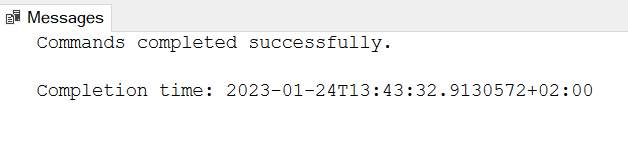 Messages
Commands completed successfully.
Completion time: 2023-01-24T13:43:32.9130572+02:00